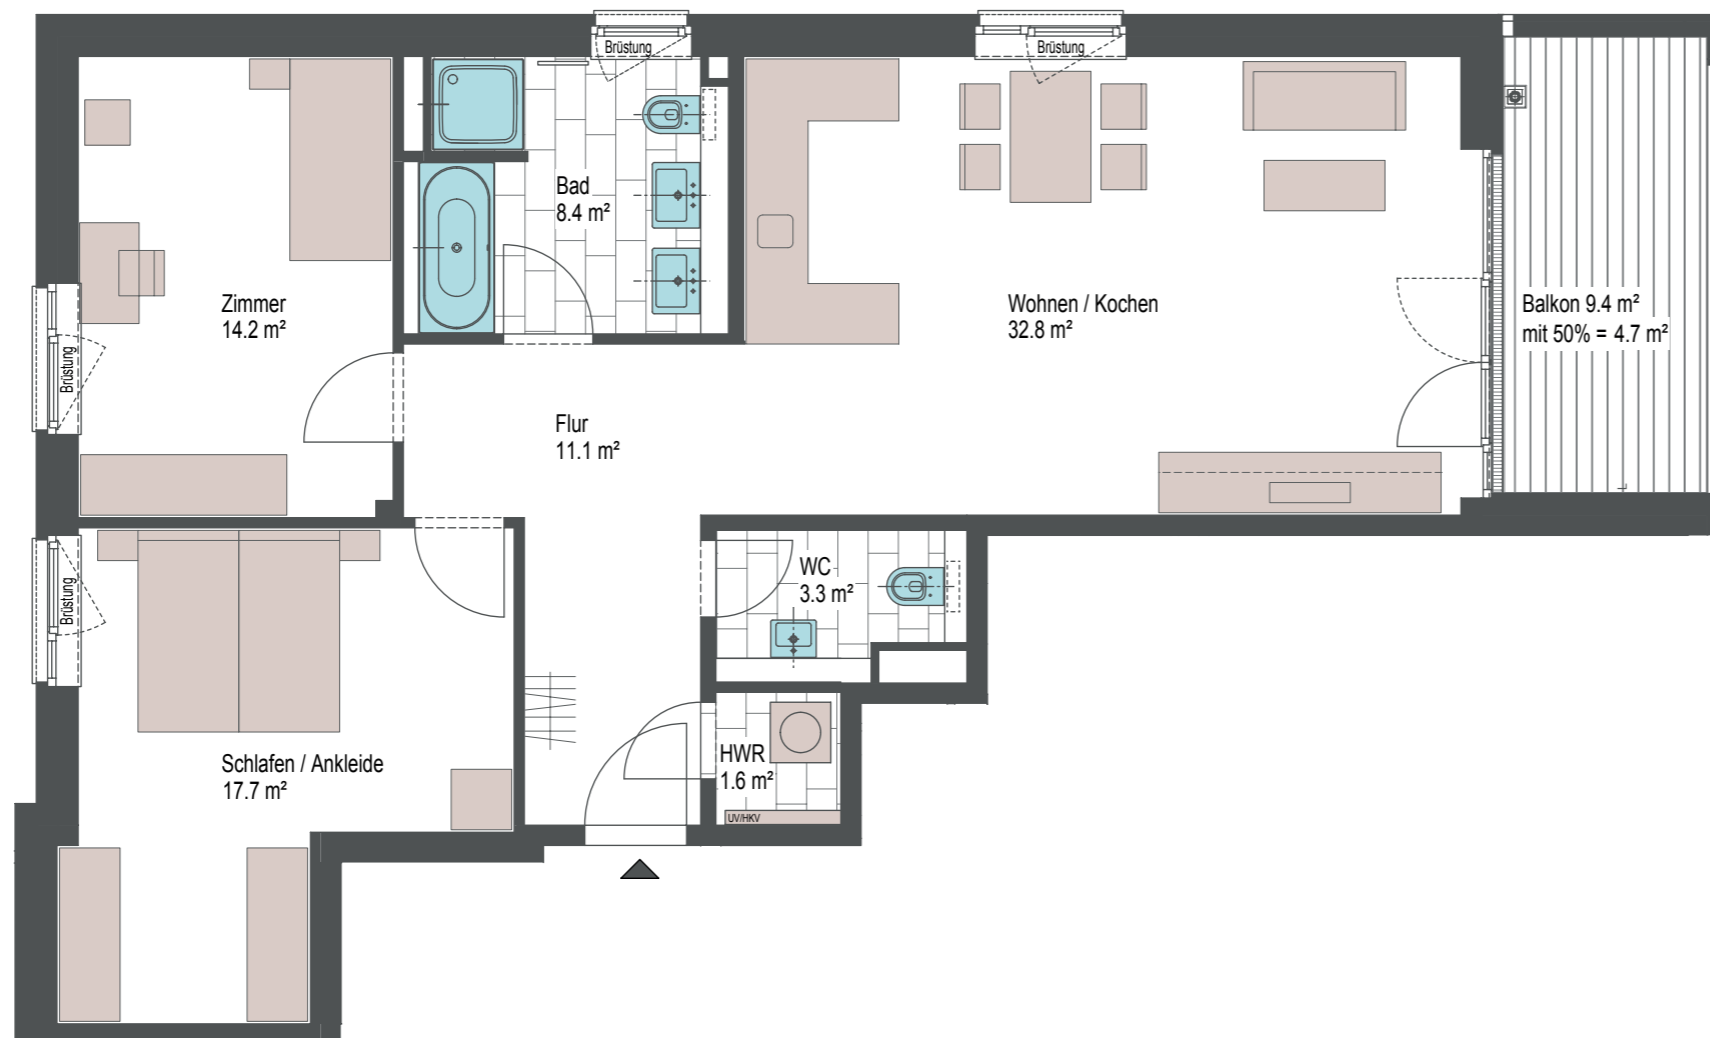 Brüstung
Brüstung
Bad
8.4 m²
Zimmer
14.2 m²
Wohnen / Kochen
32.8 m²
Balkon 9.4 m²
mit 50% = 4.7 m²
Brüstung
Flur
11.1 m²
WC
3.3 m²
Brüstung
Schlafen / Ankleide
17.7 m²
HWR
1.6 m²
UV/HKV